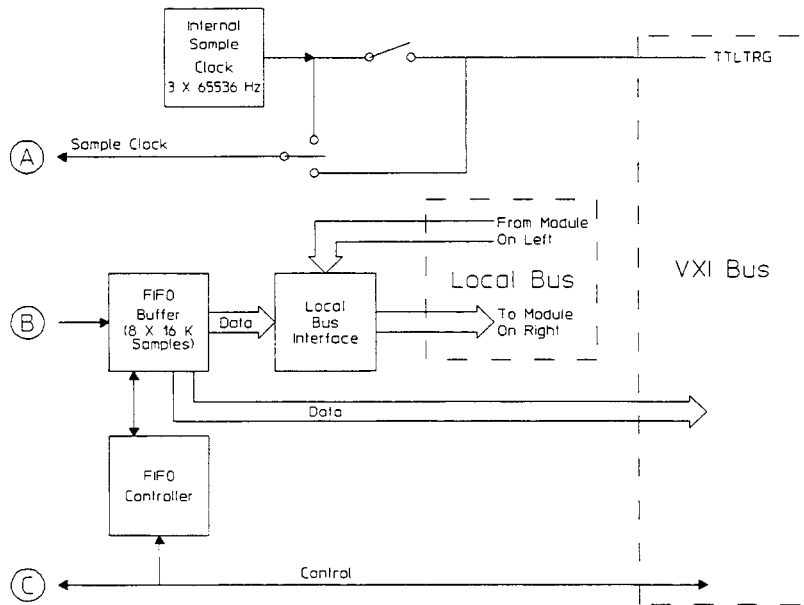 Internal
Sample
Clock
3 X 65536 Hz
TTLTRG
A
Sample Clock
From Module
On Left
Local Bus
VXI Bus
To Module
On Right
B
FIFO
Buffer
(8 X 16 K
Samples)
Data
Local
Bus
Interface
Data
FIFO
Controller
C
Control